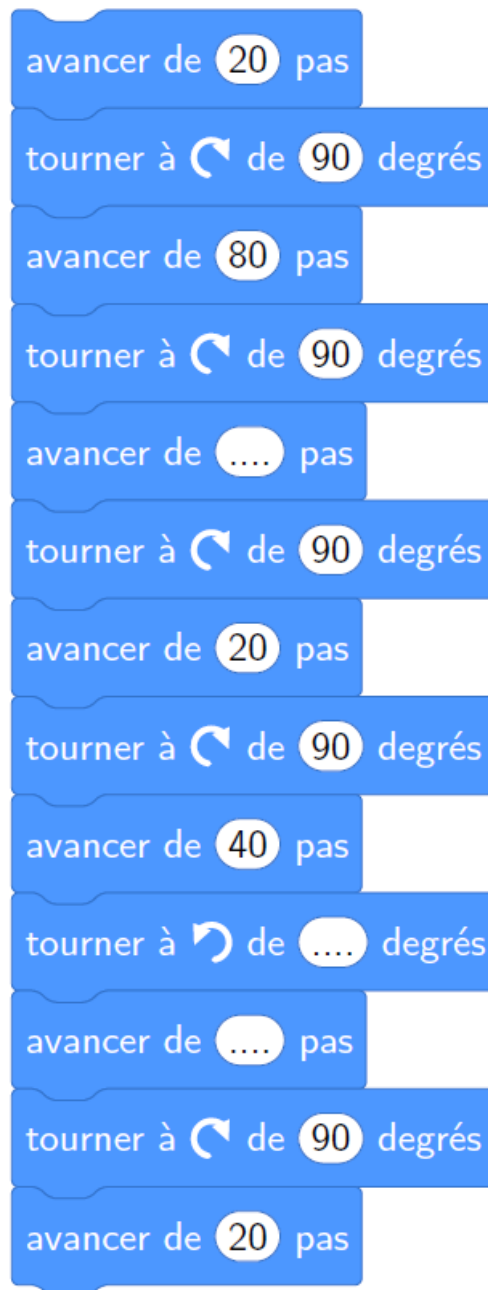 avancer de 20 pas
tourner à de 90 degrés
avancer de 80 pas
tourner à de 90 degrés
avancer de .... pas
tourner à de 90 degrés
avancer de 20 pas
tourner à de 90 degrés
avancer de 40 pas
tourner à de .... degrés
avancer de .... pas
tourner à de 90 degrés
avancer de 20 pas